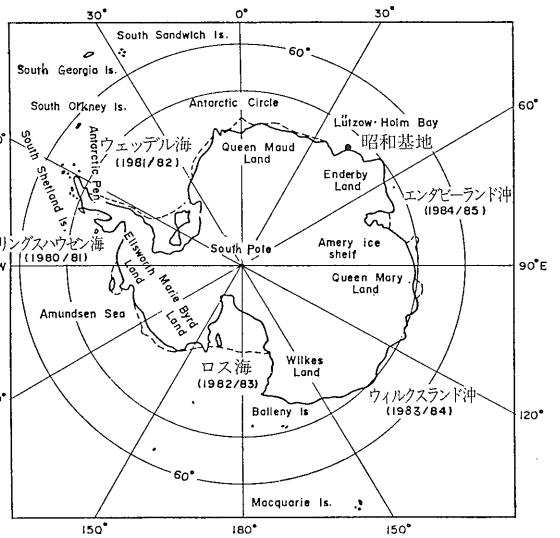 30°
0°
30°
South Sandwich Is.
60°
South Georgia Is.
60°
South Orkney Is.
Antarctic Circle
Lützow-Holm Bay
昭和基地
ウェッデル海
(1981/82)
Queen Maud
Land
Antarctic Pen.
South Shetland Is.
Enderby
Land
エンダビーランド沖
(1984/85)
リングスハウゼン海
(1980/81)
South Pole
Amery ice
shelf
W
90°E
Ellsworth
Land
Marie Byrd
Land
Queen Mary
Land
Amundsen Sea
ロス海
(1982/83)
Wilkes
Land
ウィルクスランド沖
(1983/84)
Balleny Is
120°
60°
Macquarie Is.
150°
180°
150°